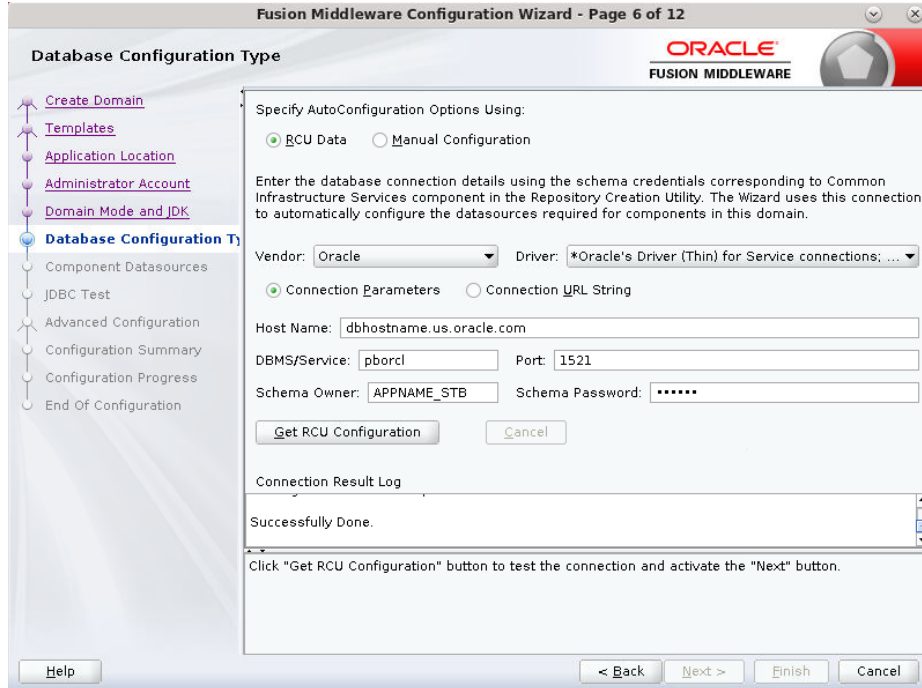 Fusion Middleware Configuration Wizard - Page 6 of 12
Database Configuration Type
ORACLE
FUSION MIDDLEWARE
Create Domain
Templates
Application Location
Administrator Account
Domain Mode and JDK
Database Configuration Ty
Component Datasources
JDBC Test
Advanced Configuration
Configuration Summary
Configuration Progress
End Of Configuration
Specify AutoConfiguration Options Using:
RCU Data Manual Configuration
Enter the database connection details using the schema credentials corresponding to Common
Infrastructure Services component in the Repository Creation Utility. The Wizard uses this connection
to automatically configure the datasources required for components in this domain.
Vendor: Oracle Driver: *Oracle's Driver (Thin) for Service connections; ...
Connection Parameters Connection URL String
Host Name: dbhostname.us.oracle.com
DBMS/Service: pborcl Port: 1521
Schema Owner: APPNAME_STB Schema Password: ••••••
Get RCU Configuration Cancel
Connection Result Log
Successfully Done.
Click "Get RCU Configuration" button to test the connection and activate the "Next" button.
Help < Back Next > Finish Cancel